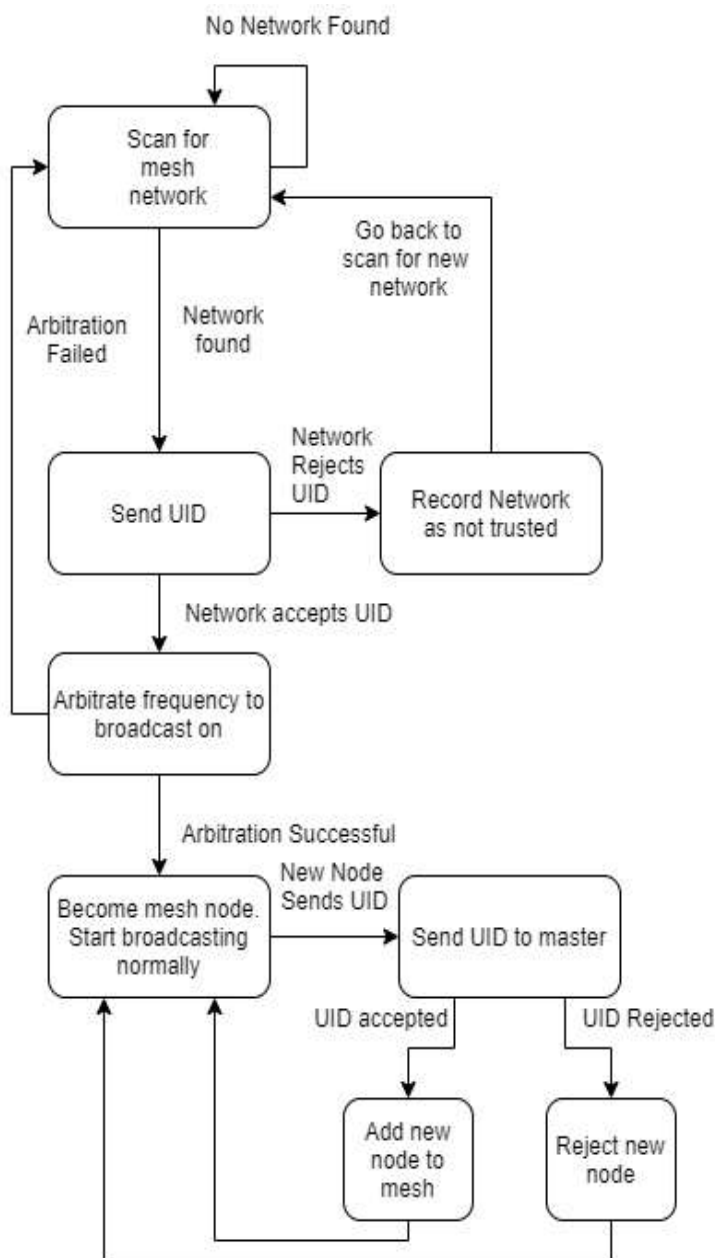 No Network Found
Scan for
mesh
network
Go back to
scan for new
network
Arbitration
Failed
Network
found
Network
Rejects
UID
Send UID
Record Network
as not trusted
Network accepts UID
Arbitrate frequency to
broadcast on
Arbitration Successful
New Node
Sends UID
Become mesh node.
Start broadcasting
normally
Send UID to master
UID accepted
UID Rejected
Add new
node to
mesh
Reject new
node